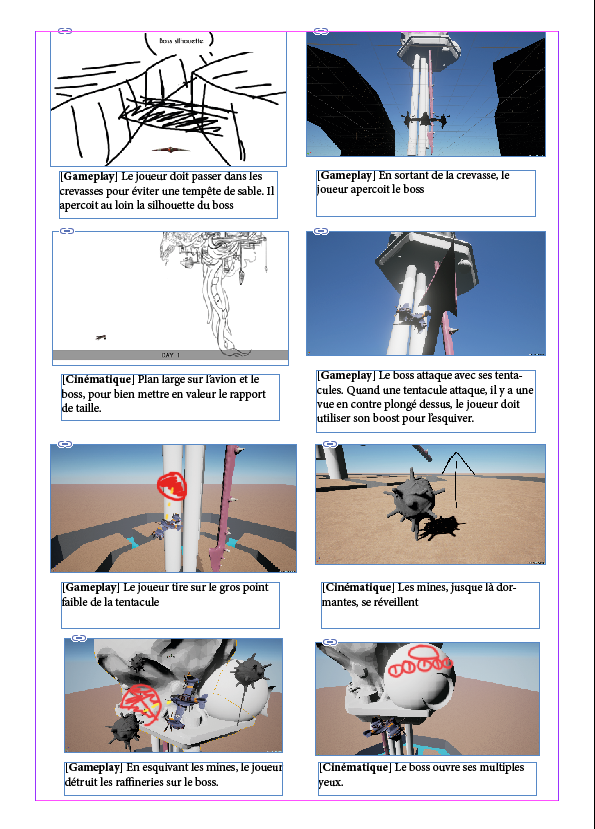 Boss silhouette
[Gameplay] Le joueur doit passer dans les
crevasses pour éviter une tempête de sable. Il
apercoit au loin la silhouette du boss
[Gameplay] En sortant de la crevasse, le
joueur apercoit le boss
DAY 1
[Cinématique] Plan large sur l'avion et le
boss, pour bien mettre en valeur le rapport
de taille.
[Gameplay] Le boss attaque avec ses tenta-
cules. Quand une tentacule attaque, il y a une
vue en contre plongé dessus, le joueur doit
utiliser son boost pour l'esquiver.
[Gameplay] Le joueur tire sur le gros point
faible de la tentacule
[Cinématique] Les mines, jusque là dor-
mantes, se réveillent
[Gameplay] En esquivant les mines, le joueur
détruit les raffineries sur le boss.
[Cinématique] Le boss ouvre ses multiples
yeux.